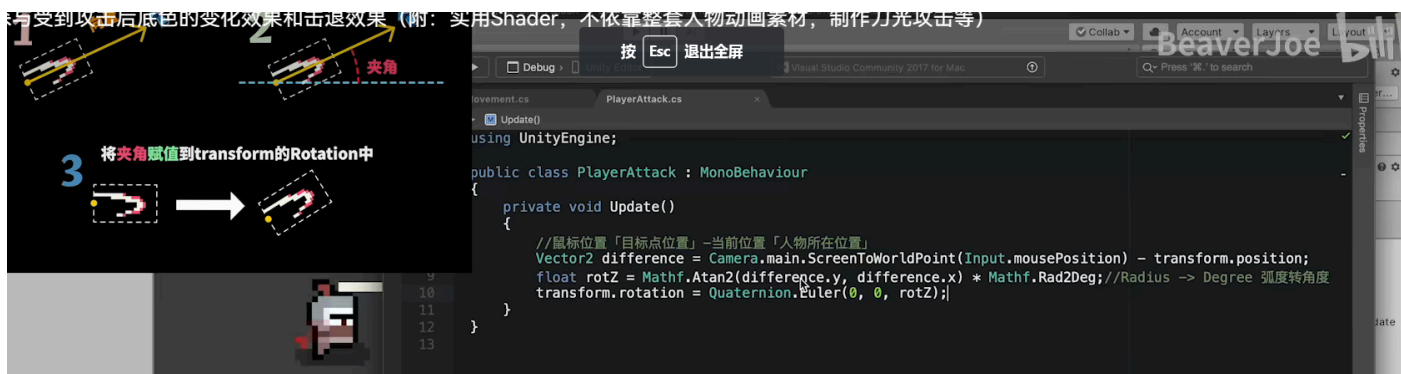 与受到攻击后底色的变化效果和击退效果（附：实用Shader，不依靠整套人物动画素材，制作刀光攻击等）
按 Esc 退出全屏
Collab
Account
Layers
Layout
BeaverJoe
bilibili
1
2
夹角
Debug
Unity Editor
Visual Studio Community 2017 for Mac
Press '⌘.' to search
ovement.cs
PlayerAttack.cs
Update()
Properties
3
将夹角赋值到transform的Rotation中
using UnityEngine;
public class PlayerAttack : MonoBehaviour
{
private void Update()
{
//鼠标位置「目标点位置」-当前位置「人物所在位置」
Vector2 difference = Camera.main.ScreenToWorldPoint(Input.mousePosition) - transform.position;
9 float rotZ = Mathf.Atan2(difference.y, difference.x) * Mathf.Rad2Deg;//Radius -> Degree 弧度转角度
10 transform.rotation = Quaternion.Euler(0, 0, rotZ);
11 }
12 }
13
date